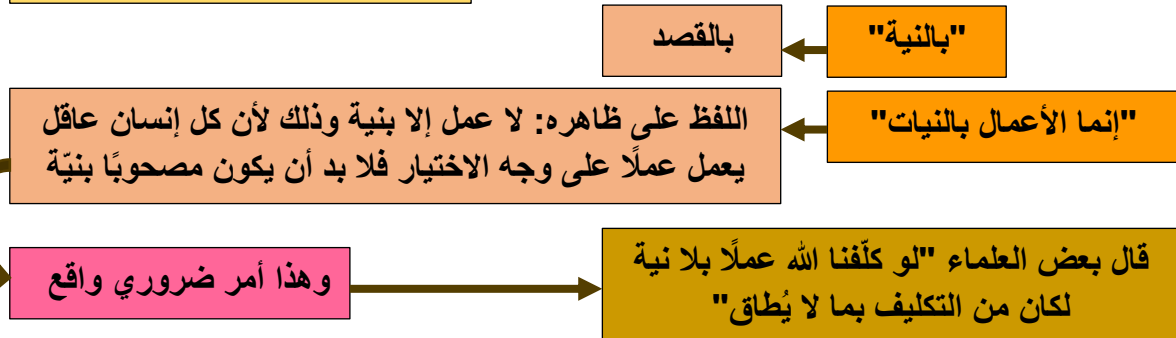 "بالنية"
بالقصد
"إنما الأعمال بالنيات"
اللفظ على ظاهره: لا عمل إلا بنية وذلك لأن كل إنسان عاقل
يعمل عملًا على وجه الاختيار فلا بد أن يكون مصحوبًا بنيّة
وهذا أمر ضروري واقع
قال بعض العلماء "لو كلّفنا الله عملًا بلا نية
لكان من التكليف بما لا يُطاق"